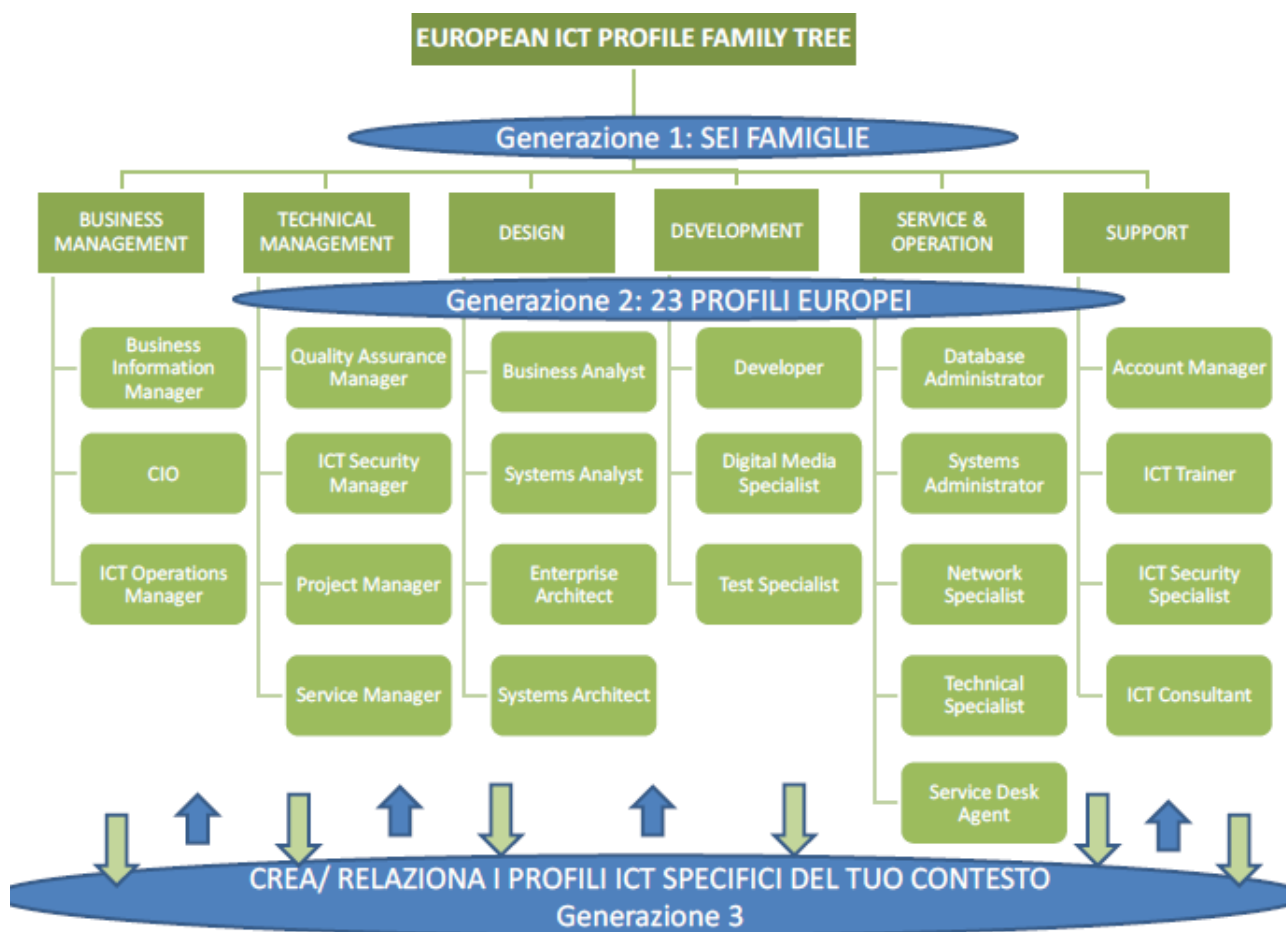 EUROPEAN ICT PROFILE FAMILY TREE
Generazione 1: SEI FAMIGLIE
BUSINESS
MANAGEMENT
TECHNICAL
MANAGEMENT
DESIGN
DEVELOPMENT
SERVICE &
OPERATION
SUPPORT
Generazione 2: 23 PROFILI EUROPEI
Business
Information
Manager
CIO
ICT Operations
Manager
Quality Assurance
Manager
ICT Security
Manager
Project Manager
Service Manager
Business Analyst
Systems Analyst
Enterprise
Architect
Systems Architect
Developer
Digital Media
Specialist
Test Specialist
Database
Administrator
Systems
Administrator
Network
Specialist
Technical
Specialist
Service Desk
Agent
Account Manager
ICT Trainer
ICT Security
Specialist
ICT Consultant
CREA/ RELAZIONA I PROFILI ICT SPECIFICI DEL TUO CONTESTO
Generazione 3